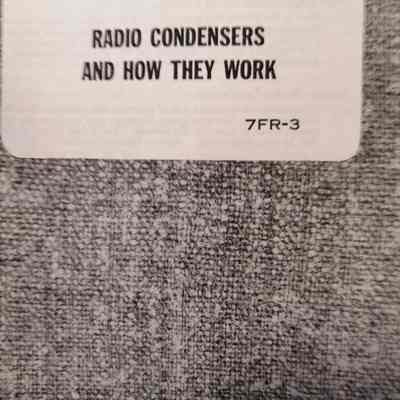 RADIO CONDENSERS
AND HOW THEY WORK
7FR-3